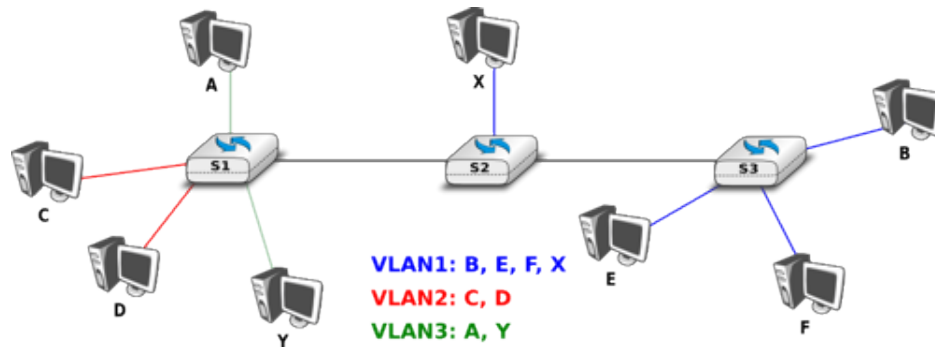 A
X
B
S1
S2
S3
C
E
D
Y
F
VLAN1: B, E, F, X
VLAN2: C, D
VLAN3: A, Y